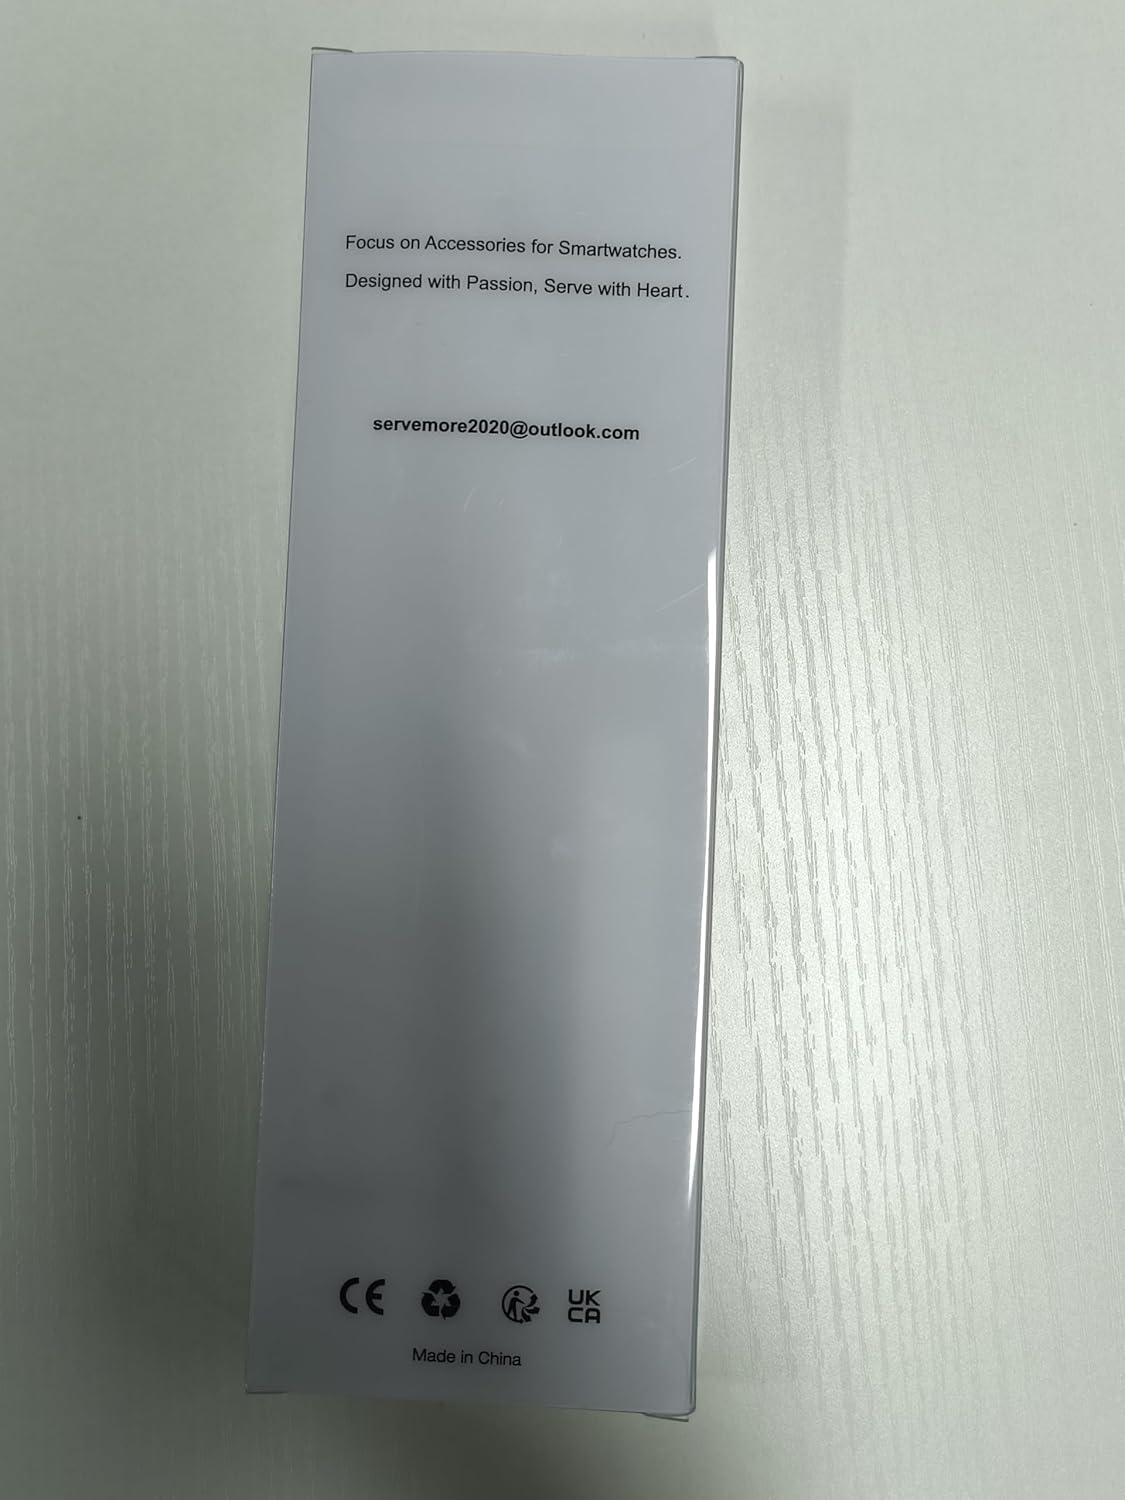 Focus on Accessories for Smartwatches.
Designed with Passion, Serve with Heart.
servemore2020@outlook.com
CE
UK
CA
Made in China